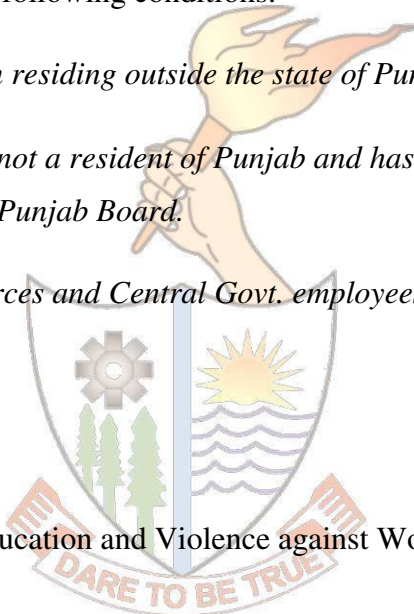 following conditions:
residing outside the state of Pun
not a resident of Punjab and has
Punjab Board.
rces and Central Govt. employee
ucation and Violence against Wo
DARE TO BE TRUE